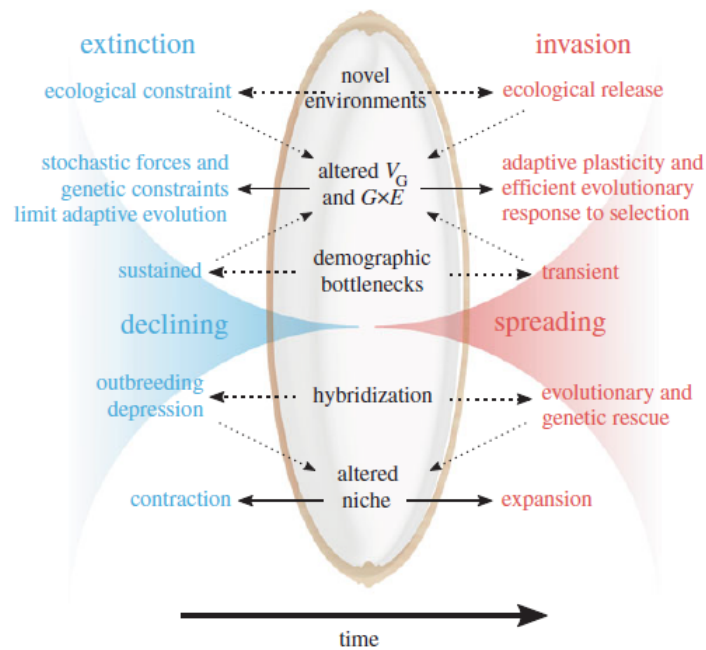 extinction
invasion
novel
environments
ecological constraint
ecological release
stochastic forces and
genetic constraints
limit adaptive evolution
altered V_G
and G×E
adaptive plasticity and
efficient evolutionary
response to selection
sustained
demographic
bottlenecks
transient
declining
spreading
outbreeding
depression
hybridization
evolutionary and
genetic rescue
altered
niche
contraction
expansion
time